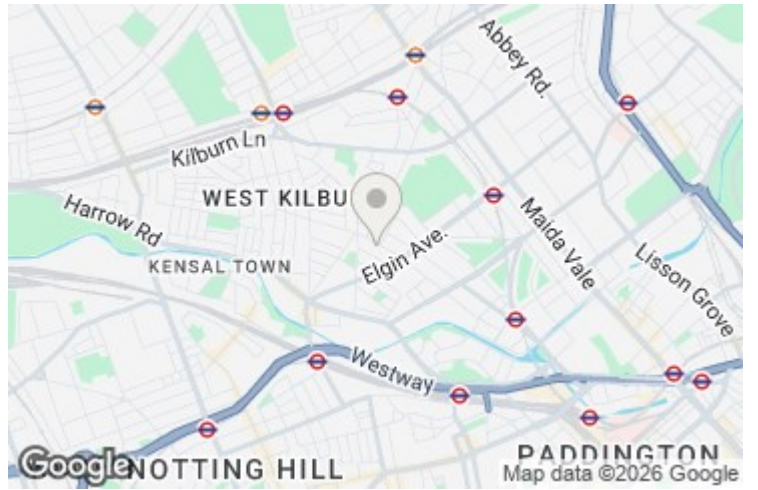 Abbey Rd.
Kilburn Ln
WEST KILBU
Harrow Rd
Maida Vale
Elgin Ave.
KENSAL TOWN
Lisson Grove
Westway
PADDINGTON
NOTTING HILL
Google
Map data ©2026 Google